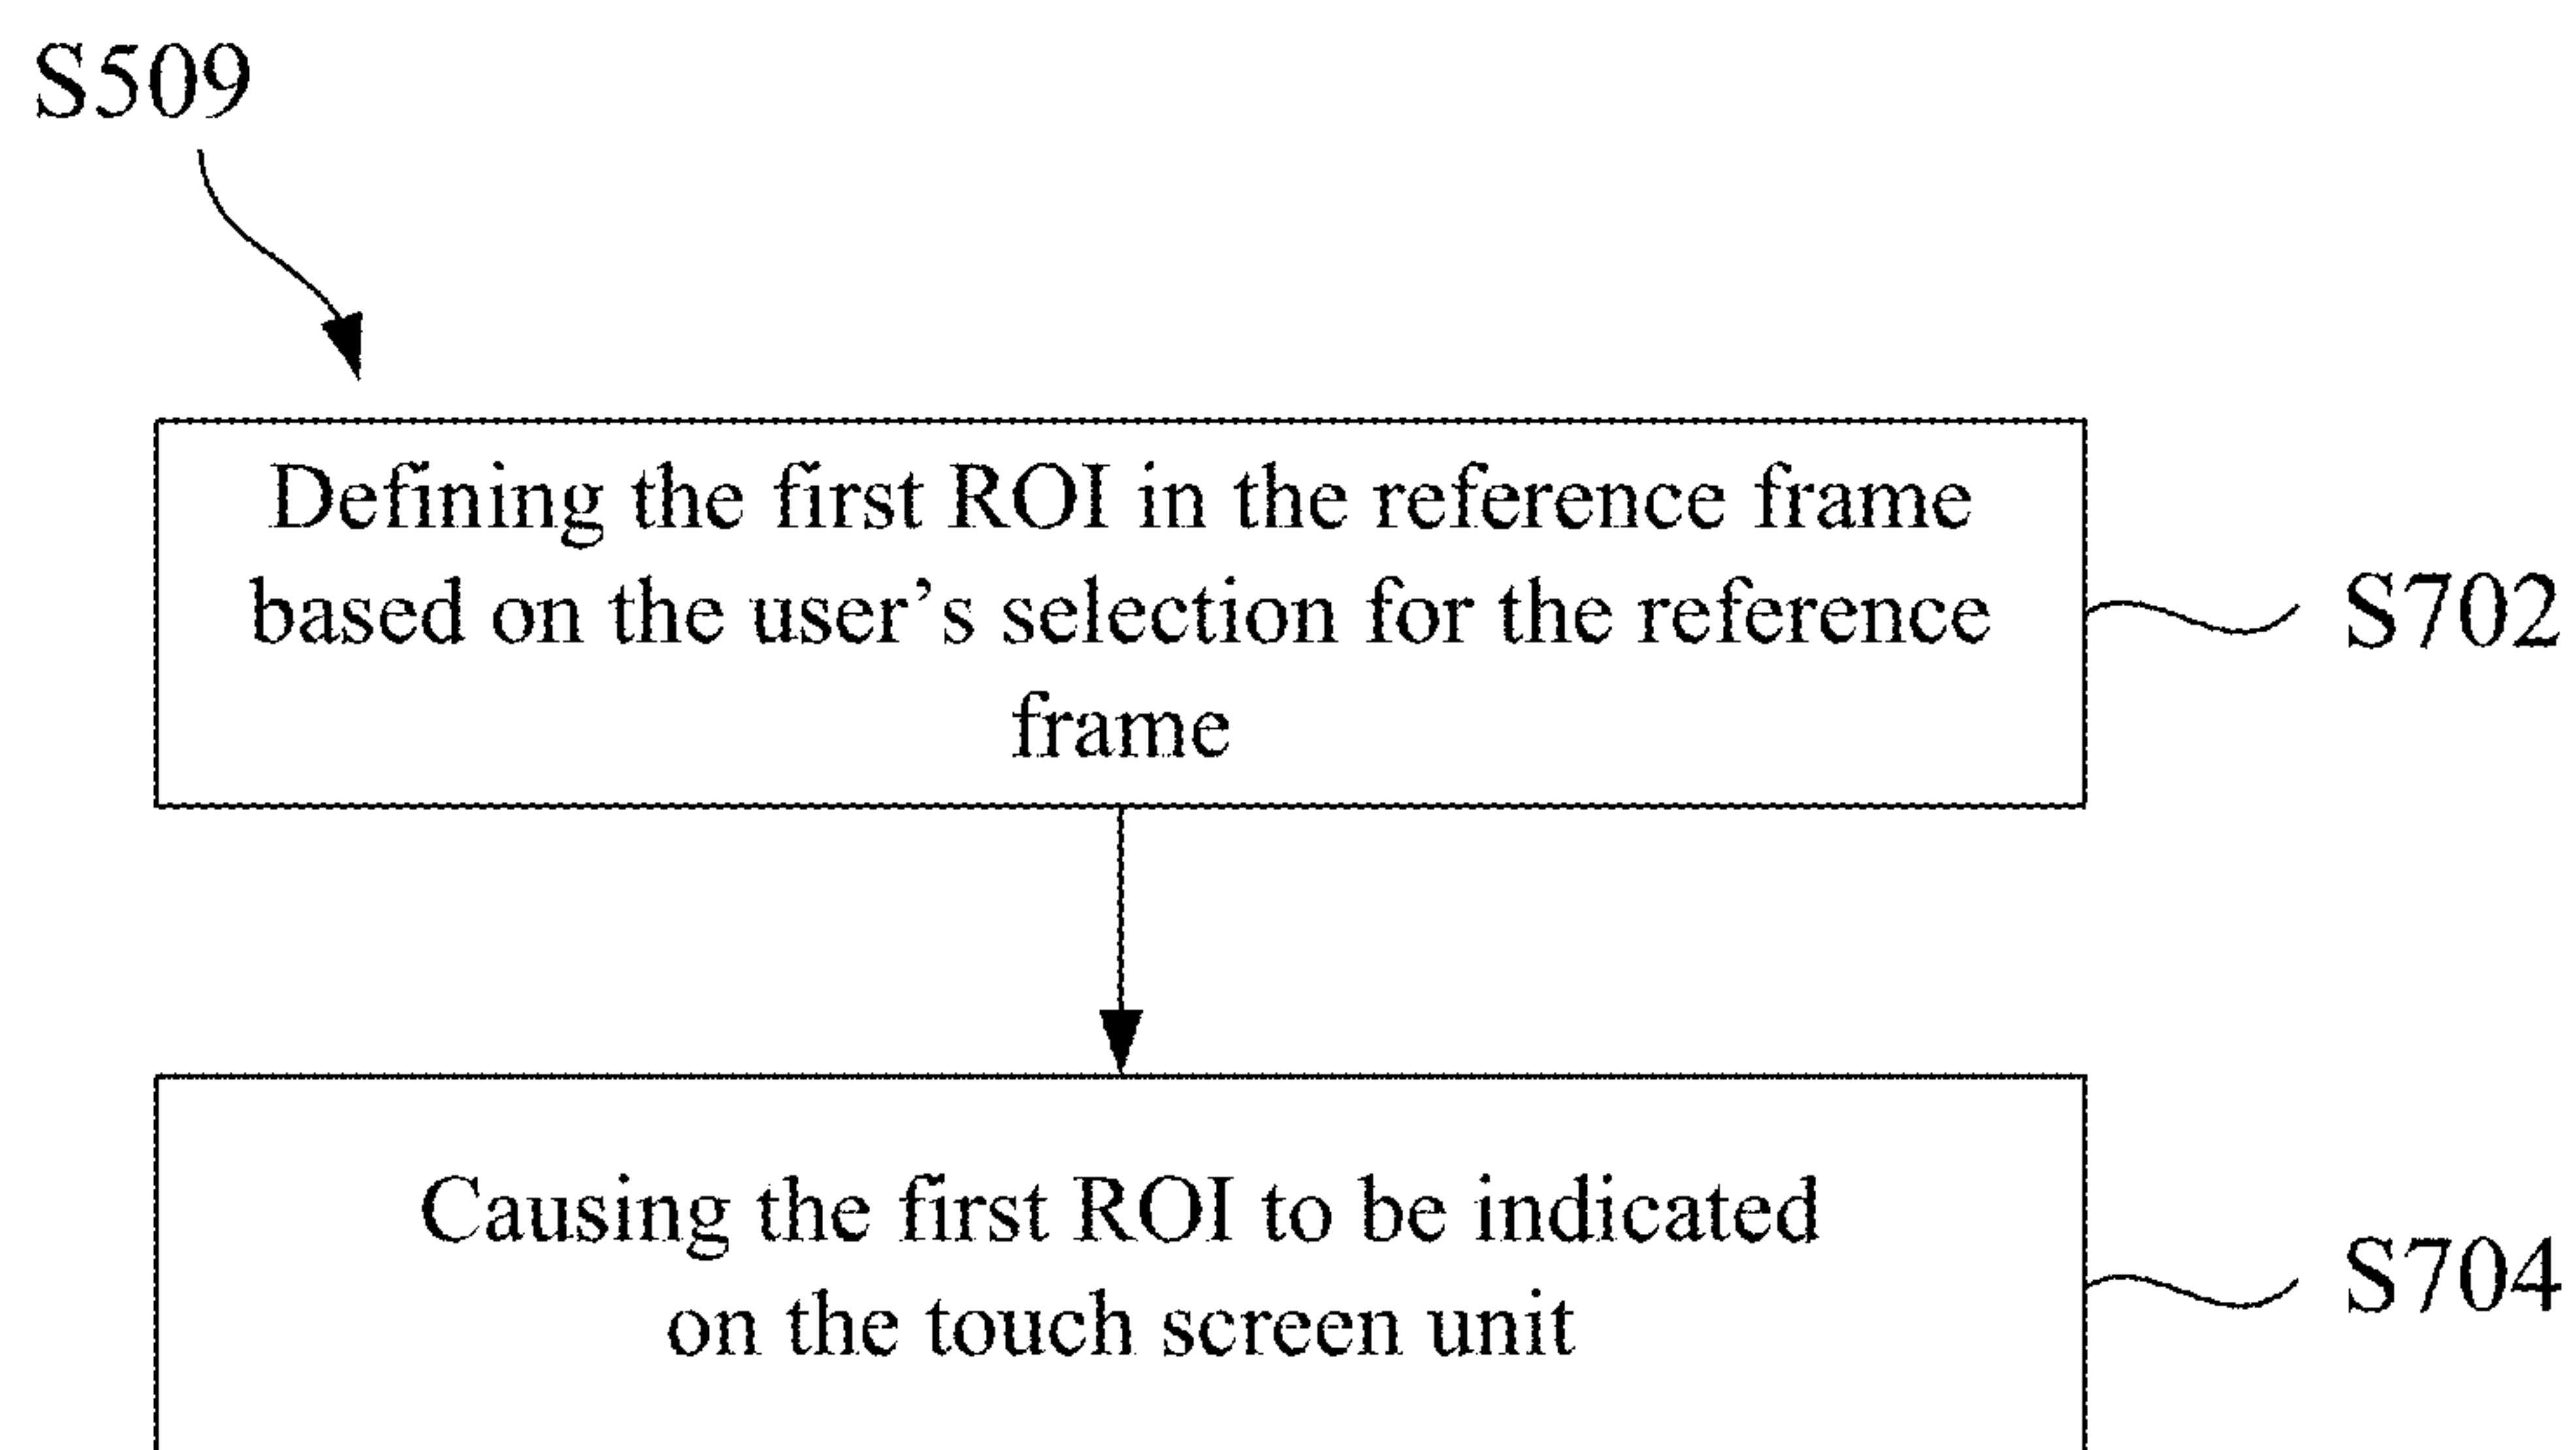 S509
Defining the first ROI in the reference frame
based on the user’s selection for the reference
frame
S702
Causing the first ROI to be indicated
on the touch screen unit
S704